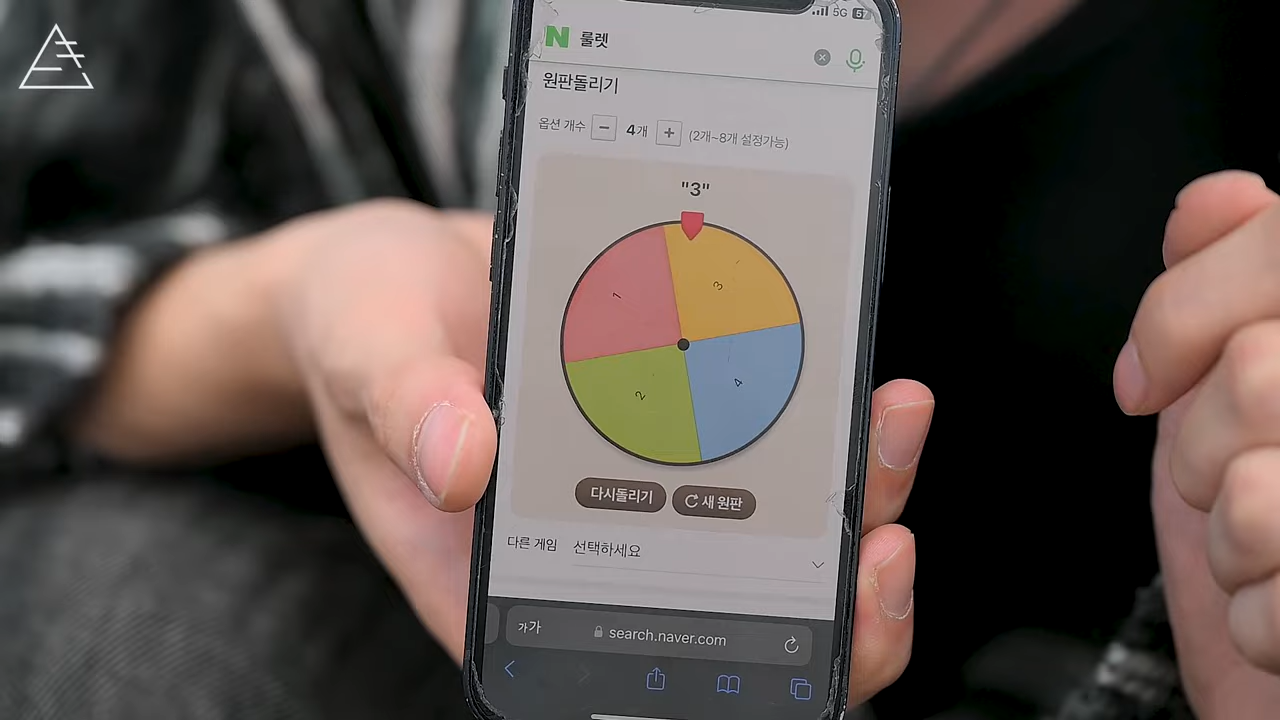 5G 57
N 룰렛
원판돌리기
옵션 개수 − 4개 + (2개~8개 설정가능)
"3"
1
3
2
4
다시돌리기 새 원판
다른 게임 선택하세요
가가 search.naver.com